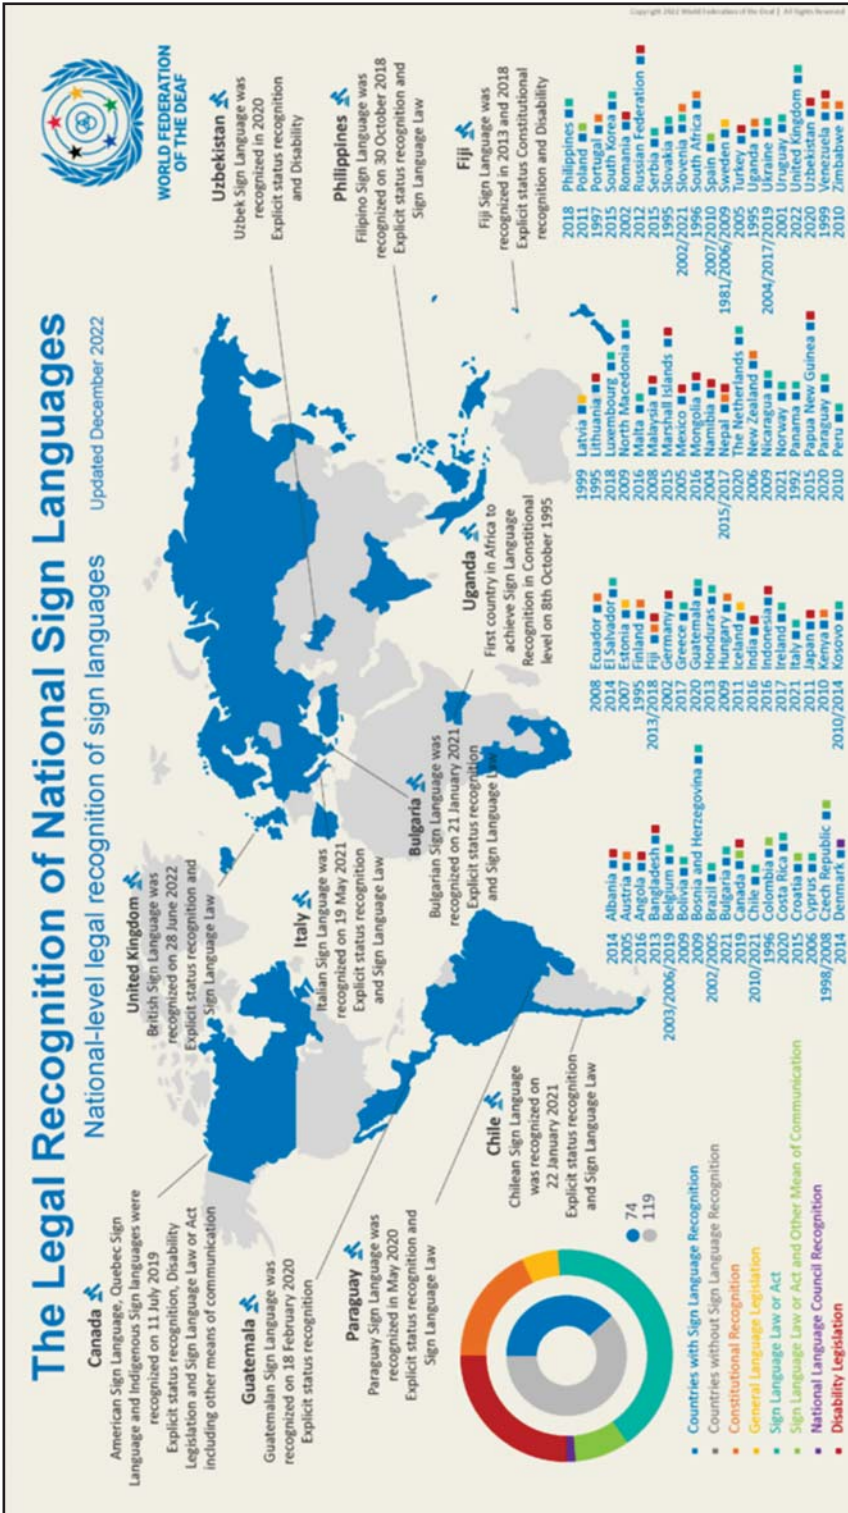 The Legal Recognition of National Sign Languages
National-level legal recognition of sign languages
Updated December 2022
WORLD FEDERATION
OF THE DEAF
Canada
American Sign Language, Quebec Sign
Language and Indigenous Sign languages were
recognized on 11 July 2019
Explicit status recognition, Disability
Legislation and Sign Language Law or Act
including other means of communication
United Kingdom
British Sign Language was
recognized on 28 June 2022
Explicit status recognition and
Sign Language Law
Uzbekistan
Uzbek Sign Language was
recognized in 2020
Explicit status recognition
and Disability
Guatemala
Guatemalan Sign Language was
recognized on 18 February 2020
Explicit status recognition
Italy
Italian Sign Language was
recognized on 19 May 2021
Explicit status recognition
and Sign Language Law
Philippines
Filipino Sign Language was
recognized on 30 October 2018
Explicit status recognition and
Sign Language Law
Paraguay
Paraguay Sign Language was
recognized in May 2020
Explicit status recognition and
Sign Language Law
Bulgaria
Bulgarian Sign Language was
recognized on 21 January 2021
Explicit status recognition
and Sign Language Law
Uganda
First country in Africa to
achieve Sign Language
Recognition in Constitional
level on 8th October 1995
Fiji
Fiji Sign Language was
recognized in 2013 and 2018
Explicit status Constitutional
recognition and Disability
Chile
Chilean Sign Language
was recognized on
22 January 2021
Explicit status recognition
and Sign Language Law
74
119
Countries with Sign Language Recognition
Countries without Sign Language Recognition
Constitutional Recognition
General Language Legislation
Sign Language Law or Act
Sign Language Law or Act and Other Mean of Communication
National Language Council Recognition
Disability Legislation
2014 Albania
2005 Austria
2016 Angola
2013 Bangladesh
2003/2006/2019 Belgium
2009 Bolivia
2009 Bosnia and Herzegovina
2002/2005 Brazil
2021 Bulgaria
2019 Canada
2010/2021 Chile
1996 Colombia
2020 Costa Rica
2015 Croatia
2006 Cyprus
1998/2008 Czech Republic
2014 Denmark
2008 Ecuador
2014 El Salvador
2007 Estonia
1995 Finland
2013/2018 Fiji
2002 Germany
2017 Greece
2020 Guatemala
2013 Honduras
2009 Hungary
2011 Iceland
2016 India
2016 Indonesia
2017 Ireland
2021 Italy
2011 Japan
2010 Kenya
2010/2014 Kosovo
1999 Latvia
1995 Lithuania
2018 Luxembourg
2009 North Macedonia
2016 Malta
2008 Malaysia
2015 Marshall Islands
2005 Mexico
2016 Mongolia
2004 Namibia
2015/2017 Nepal
2020 The Netherlands
2006 New Zealand
2009 Nicaragua
2021 Norway
1992 Panama
2015 Papua New Guinea
2020 Paraguay
2010 Peru
2018 Philippines
2011 Poland
1997 Portugal
2015 South Korea
2002 Romania
2012 Russian Federation
2015 Serbia
1995 Slovakia
2002/2021 Slovenia
1996 South Africa
2007/2010 Spain
1981/2006/2009 Sweden
2005 Turkey
1995 Uganda
2004/2017/2019 Ukraine
2001 Uruguay
2022 United Kingdom
2020 Uzbekistan
1999 Venezuela
2010 Zimbabwe
Copyright 2022 World Federation of the Deaf | All Rights Reserved